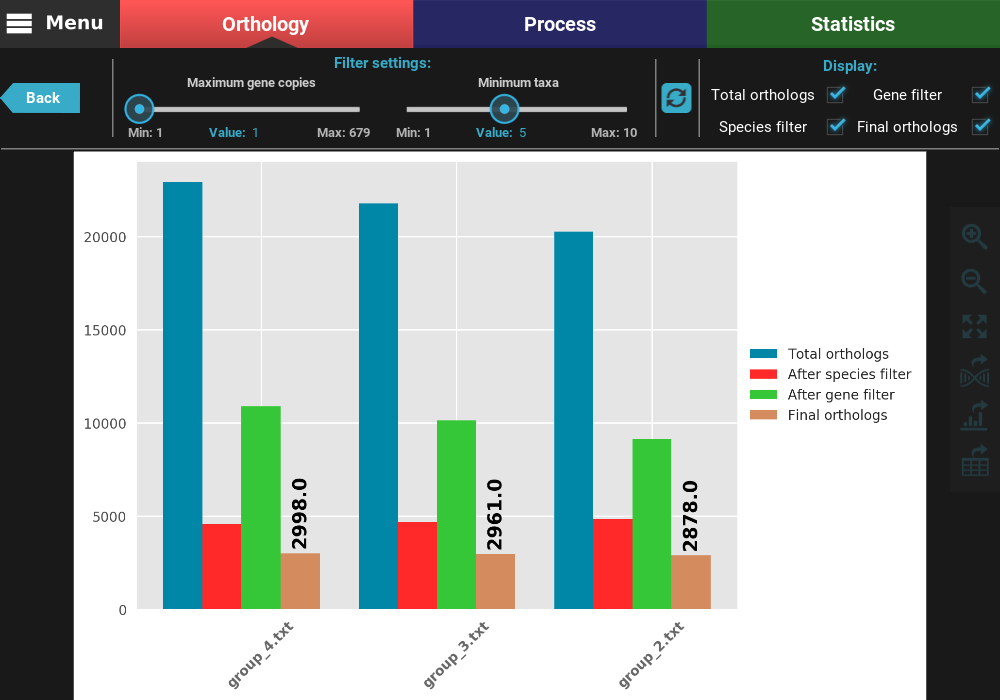 Menu
Orthology
Process
Statistics
Back
Filter settings:
Maximum gene copies
Minimum taxa
Min: 1
Value: 1
Max: 679
Min: 1
Value: 5
Max: 10
Display:
Total orthologs
Gene filter
Species filter
Final orthologs
20000
15000
10000
5000
0
2998.0
2961.0
2878.0
group_4.txt
group_3.txt
group_2.txt
Total orthologs
After species filter
After gene filter
Final orthologs